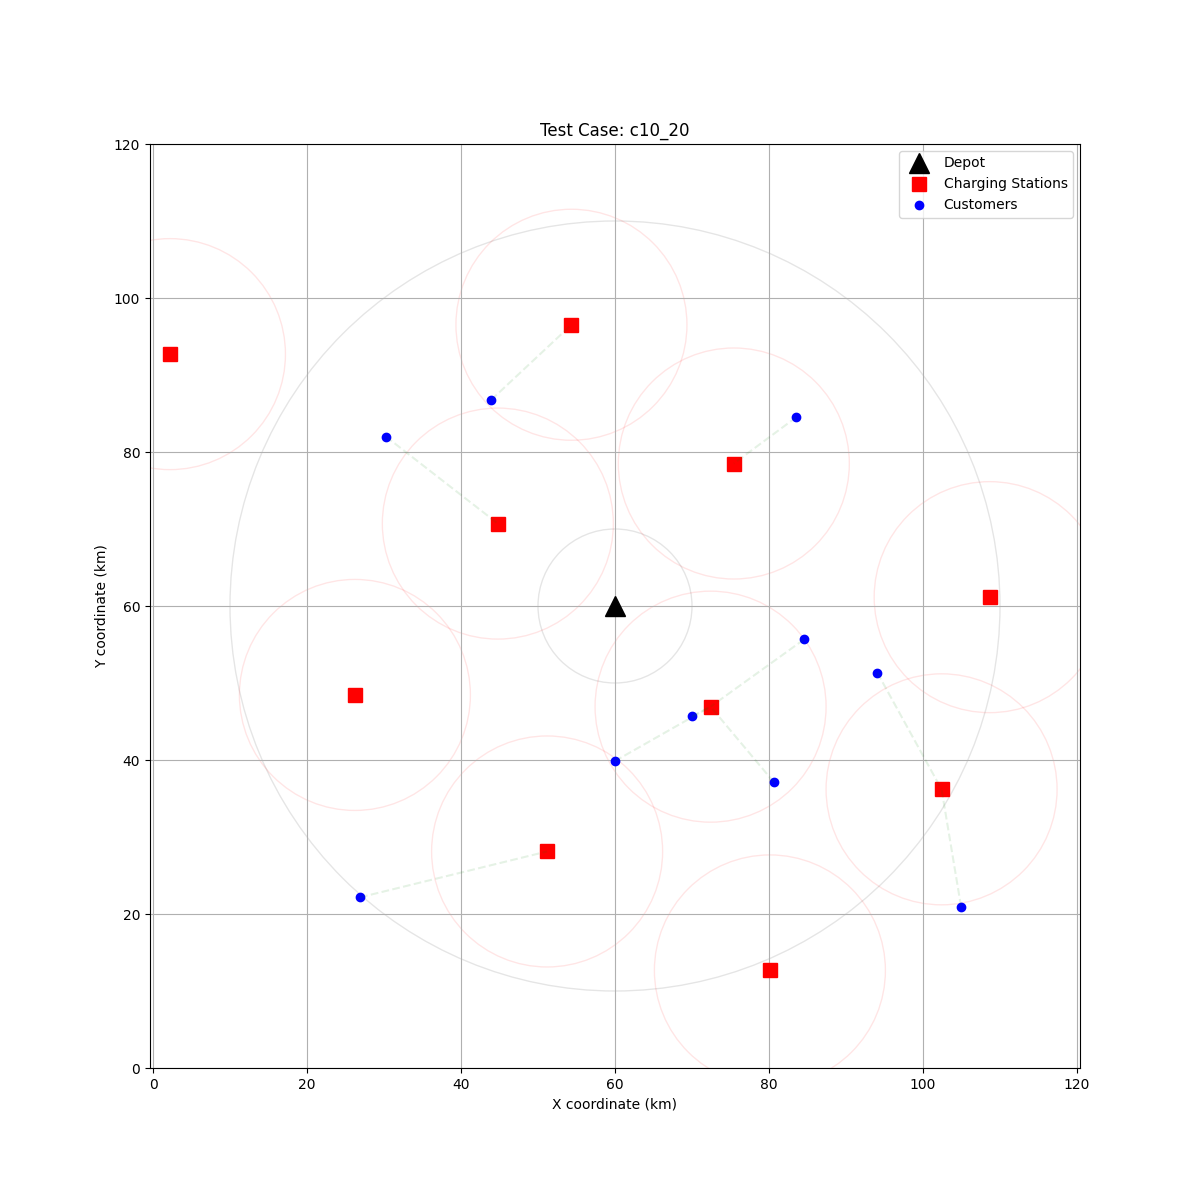 Test Case: c10_20
Depot
Charging Stations
Customers
Y coordinate (km)
120
100
80
60
40
20
0
0 20 40 60 80 100 120
X coordinate (km)